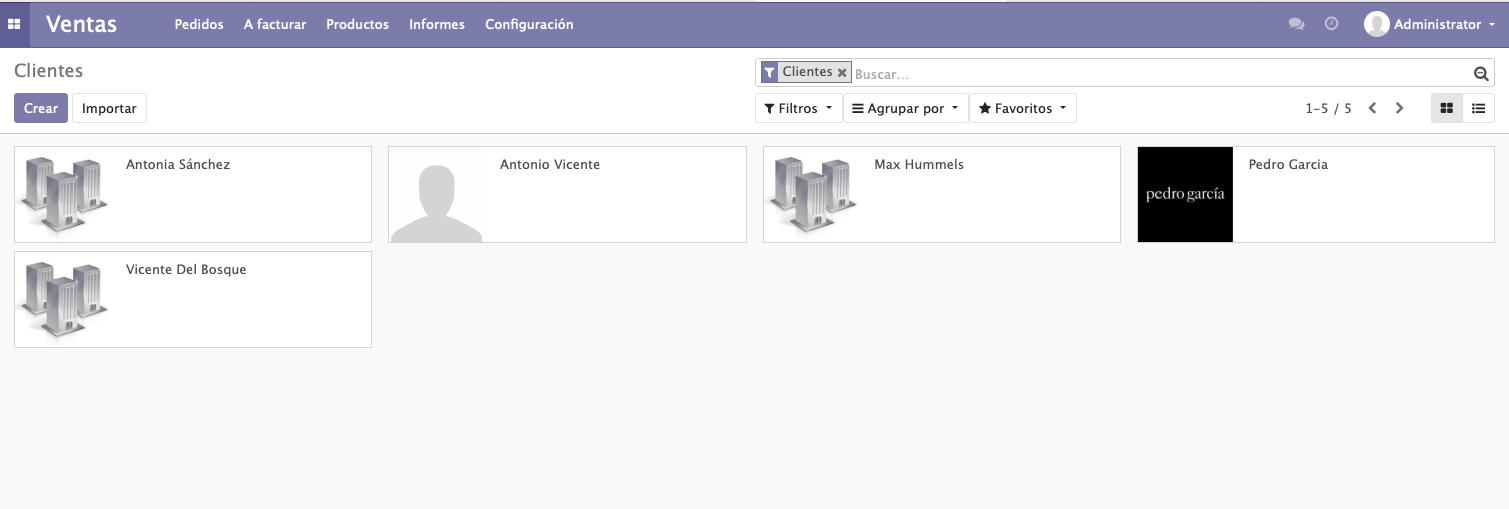 Ventas Pedidos A facturar Productos Informes Configuración Administrator
Clientes
Clientes Buscar...
Crear Importar
Filtros Agrupar por Favoritos 1-5 / 5
Antonia Sánchez
Antonio Vicente
Max Hummels
pedro garcía
Pedro Garcia
Vicente Del Bosque